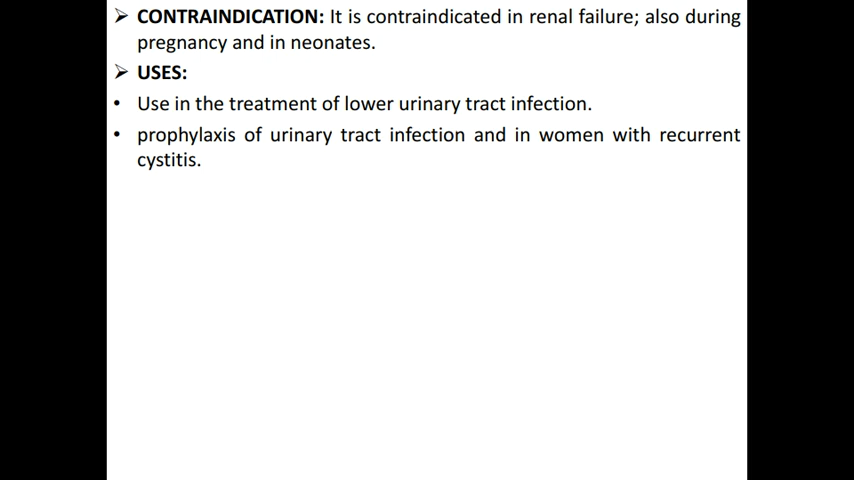 ➢ CONTRAINDICATION: It is contraindicated in renal failure; also during
pregnancy and in neonates.
➢ USES:
• Use in the treatment of lower urinary tract infection.
• prophylaxis of urinary tract infection and in women with recurrent
cystitis.